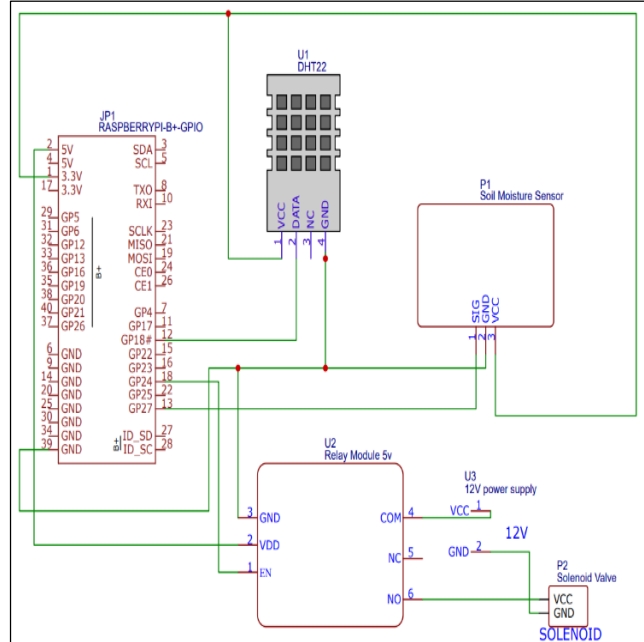 U1
DHT22
JP1
RASPBERRYPI-B+-GPIO
2 5V SDA 3
4 5V SCL 5
1 3.3V
17 3.3V TXO 8
RXI 10
29 GP5
31 GP6 SCLK 23
32 GP12 MISO 21
33 GP13 MOSI 19
36 GP16 CE0 24
35 GP19 CE1 26
38 GP20
40 GP21 GP4 7
37 GP26 GP17 11
GP18# 12
6 GND GP22 15
9 GND GP23 16
14 GND GP24 18
20 GND GP25 22
25 GND GP27 13
30 GND
34 GND ID_SD 27
39 GND ID_SC 28
B+
B+
VCC DATA NC GND
1 2 3 4
P1
Soil Moisture Sensor
SIG GND VCC
1 2 3
U2
Relay Module 5v
3 GND COM 4
2 VDD NC 5
1 EN NO 6
U3
12V power supply
VCC 1
GND 2
12V
P2
Solenoid Valve
VCC
GND
SOLENOID